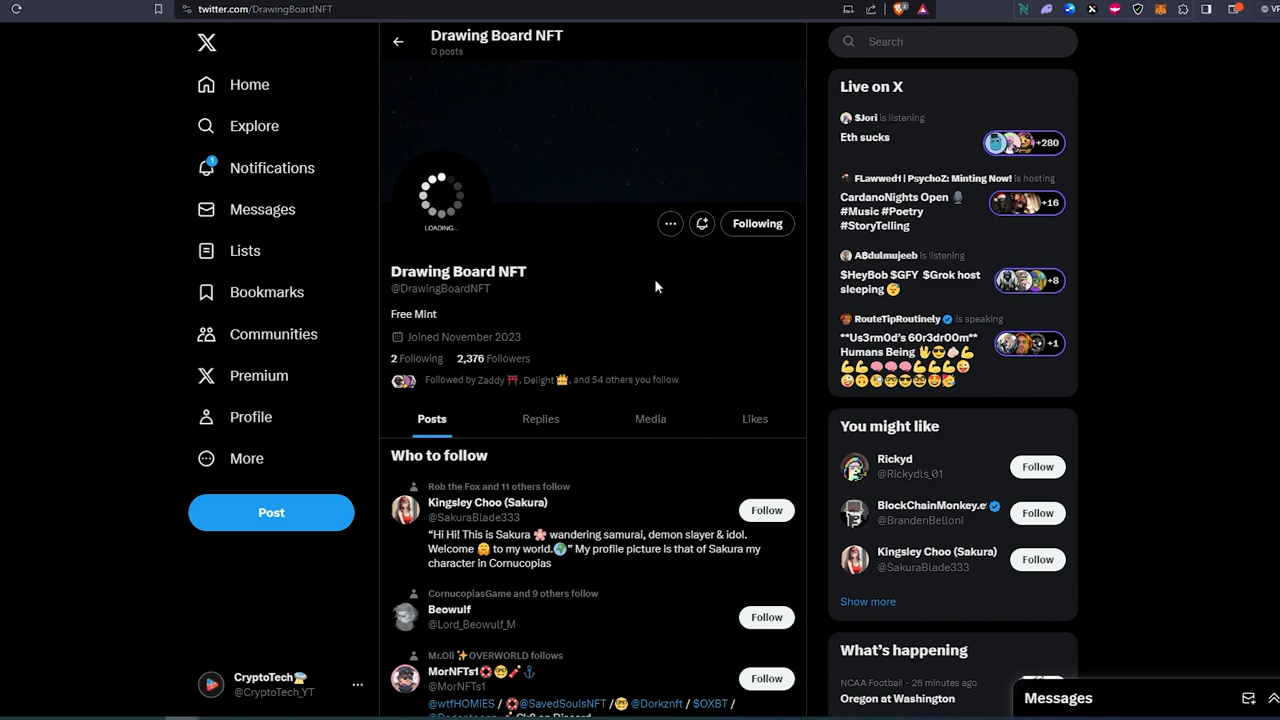 twitter.com/DrawingBoardNFT
VP
Home
Explore
1
Notifications
Messages
Lists
Bookmarks
Communities
Premium
Profile
More
Post
CryptoTech
@CryptoTech_YT
Drawing Board NFT
0 posts
LOADING...
Following
Drawing Board NFT
@DrawingBoardNFT
Free Mint
Joined November 2023
2 Following 2,376 Followers
Followed by Zaddy ⛩️, Delight 👑, and 54 others you follow
Posts Replies Media Likes
Who to follow
Rob the Fox and 11 others follow
Kingsley Choo (Sakura)
@SakuraBlade333
Follow
“Hi Hi! This is Sakura 🌸 wandering samurai, demon slayer & idol.
Welcome 🤗 to my world.🌍” My profile picture is that of Sakura my
character in Cornucopias
CornucopiasGame and 9 others follow
Beowulf
@Lord_Beowulf_M
Follow
Mr.Oli ✨OVERWORLD follows
MorNFTs1🛟🤓🧨⚓
@MorNFTs1
Follow
@wtfHOMIES / 🛟@SavedSoulsNFT /🤓 @Dorkznft / $OXBT /
Search
Live on X
$Jori is listening
Eth sucks
+280
FLawwed1 | PsychoZ: Minting Now! is hosting
CardanoNights Open 🎙️
#Music #Poetry
#StoryTelling
+16
A8dulmujeeb is listening
$HeyBob $GFY $Grok host
sleeping 😴
+8
RouteTipRoutinely is speaking
**Us3rm0d's 60r3dr00m**
Humans Being
+1
You might like
Rickyd
@Rickydls_01
Follow
BlockChainMonkey.e
@BrandenBelloni
Follow
Kingsley Choo (Sakura)
@SakuraBlade333
Follow
Show more
What's happening
NCAA Football · 26 minutes ago
Oregon at Washington
Messages